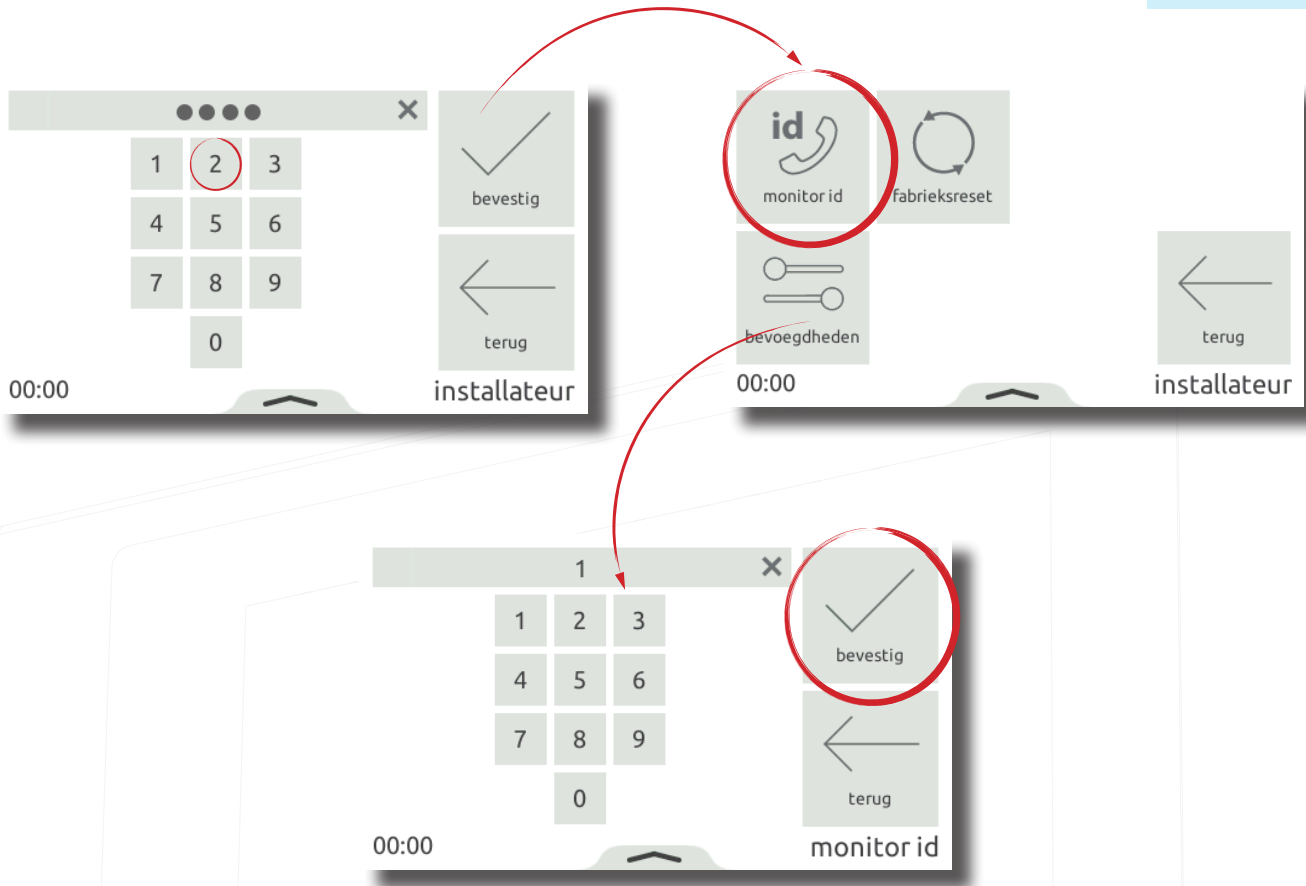 ●●●● ×
1 2 3
4 5 6
7 8 9
0
bevestig
terug
00:00
installateur
id
monitor id
fabrieksreset
bevoegdheden
terug
00:00
installateur
1 ×
1 2 3
4 5 6
7 8 9
0
bevestig
terug
00:00
monitor id